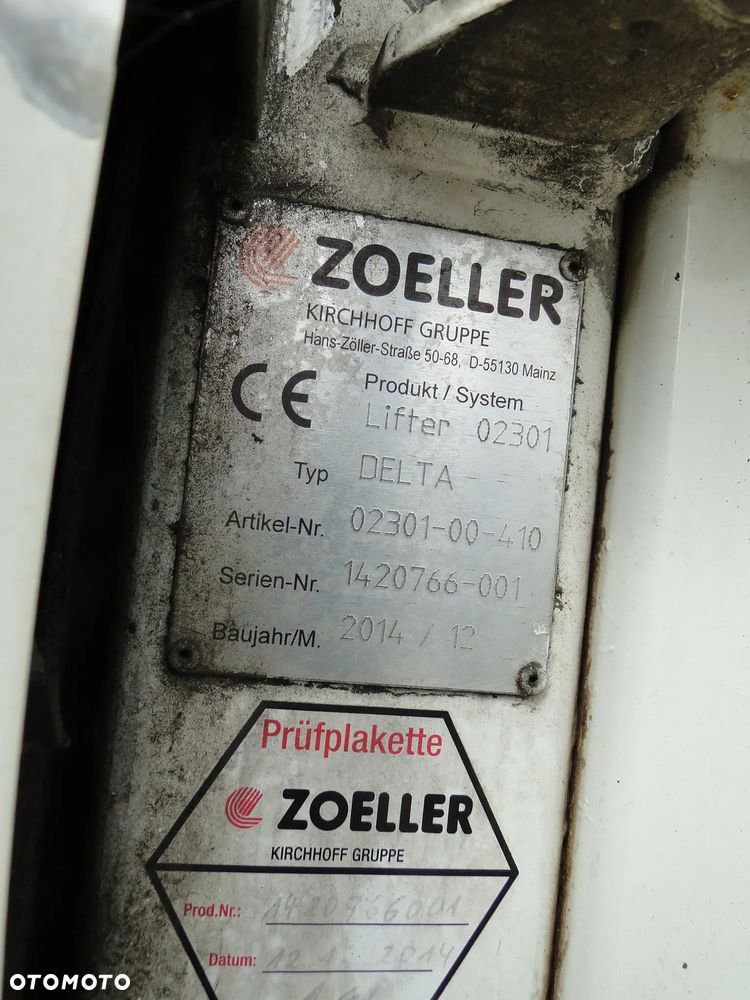 ZOELLER
KIRCHHOFF GRUPPE
Hans-Zöller-Straße 50-68, D-55130 Mainz
CE
Produkt / System
Lifter 02301
Typ DELTA
Artikel-Nr. 02301-00-410
Serien-Nr. 1420766-001
Baujahr/M. 2014 / 12
Prüfplakette
ZOELLER
KIRCHHOFF GRUPPE
Prod.Nr.:
Datum: 2014
OTOMOTO